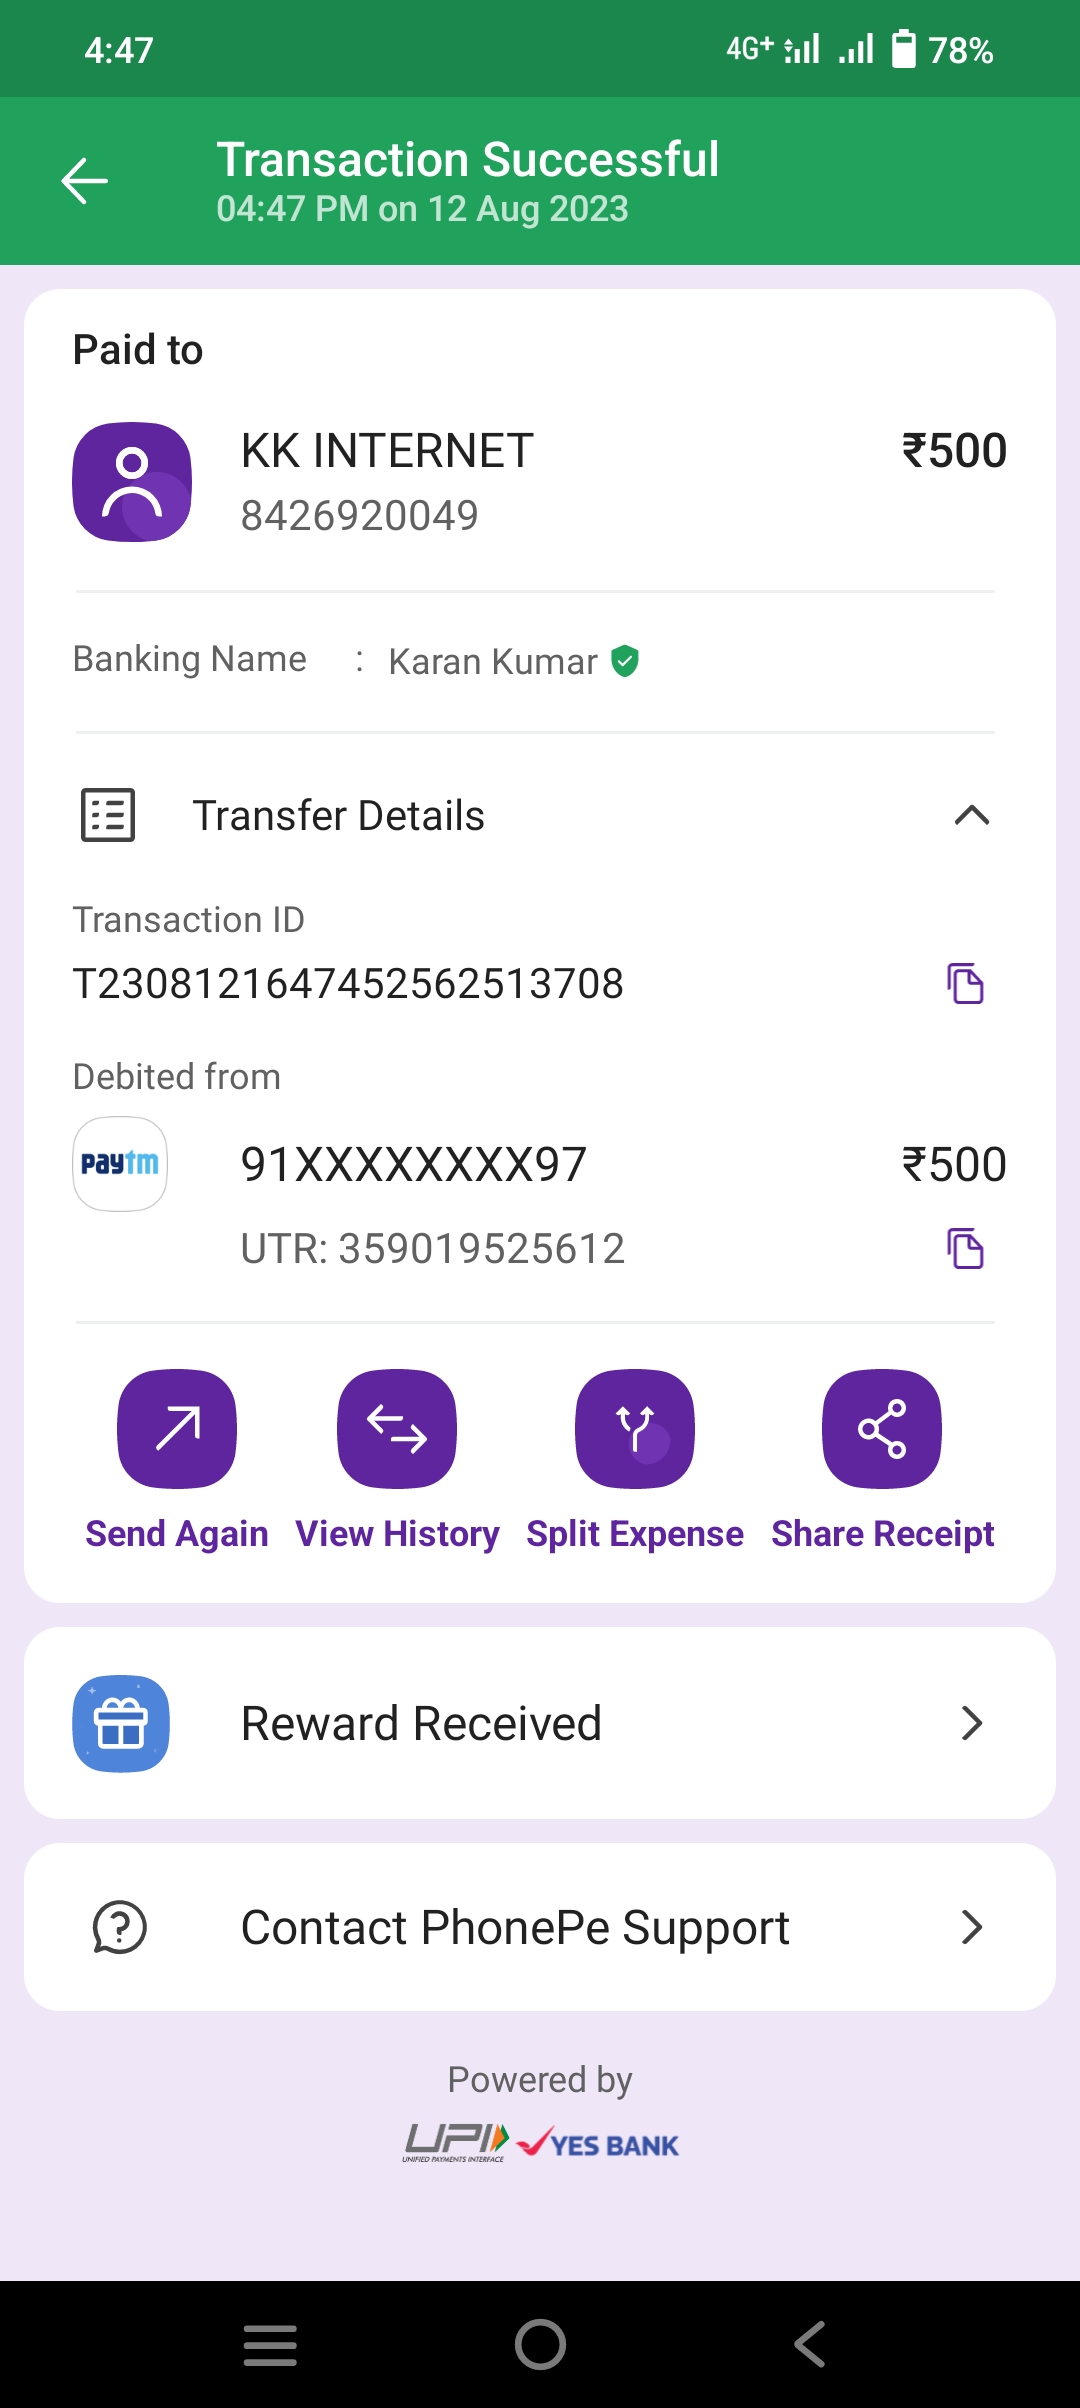 4:47
4G+ 78%
Transaction Successful
04:47 PM on 12 Aug 2023
Paid to
KK INTERNET ₹500
8426920049
Banking Name : Karan Kumar
Transfer Details
Transaction ID
T2308121647452562513708
Debited from
paytm 91XXXXXXXX97 ₹500
UTR: 359019525612
Send Again View History Split Expense Share Receipt
Reward Received
Contact PhonePe Support
Powered by
UPI YES BANK
UNIFIED PAYMENTS INTERFACE